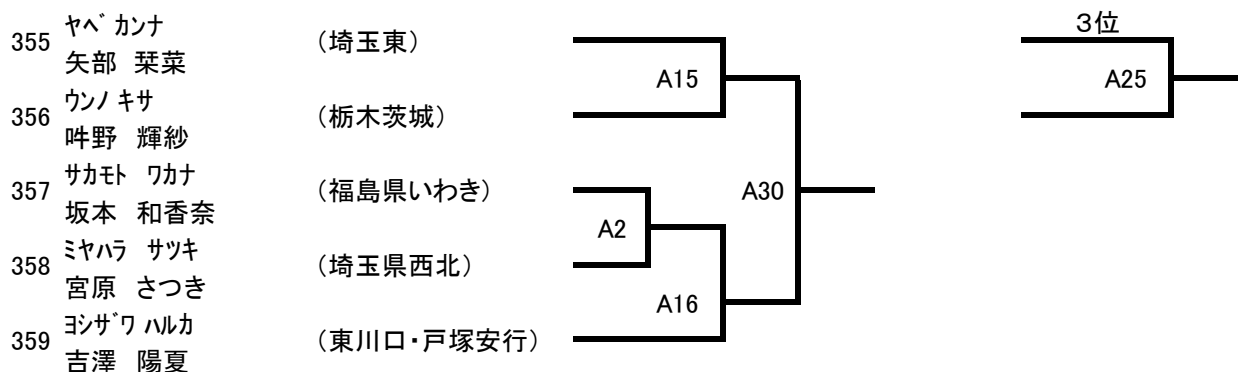 ３位
ﾔﾍﾞ ｶﾝﾅ
355 (埼玉東)
矢部 栞菜
A15
A25
ｳﾝﾉ ｷｻ
356 (栃木茨城)
吽野 輝紗
ｻｶﾓﾄ ﾜｶﾅ
357 (福島県いわき)
坂本 和香奈
A30
A2
ﾐﾔﾊﾗ ｻﾂｷ
358 (埼玉県西北)
宮原 さつき
A16
ﾖｼｻﾞﾜ ﾊﾙｶ
359 (東川口・戸塚安行)
吉澤 陽夏